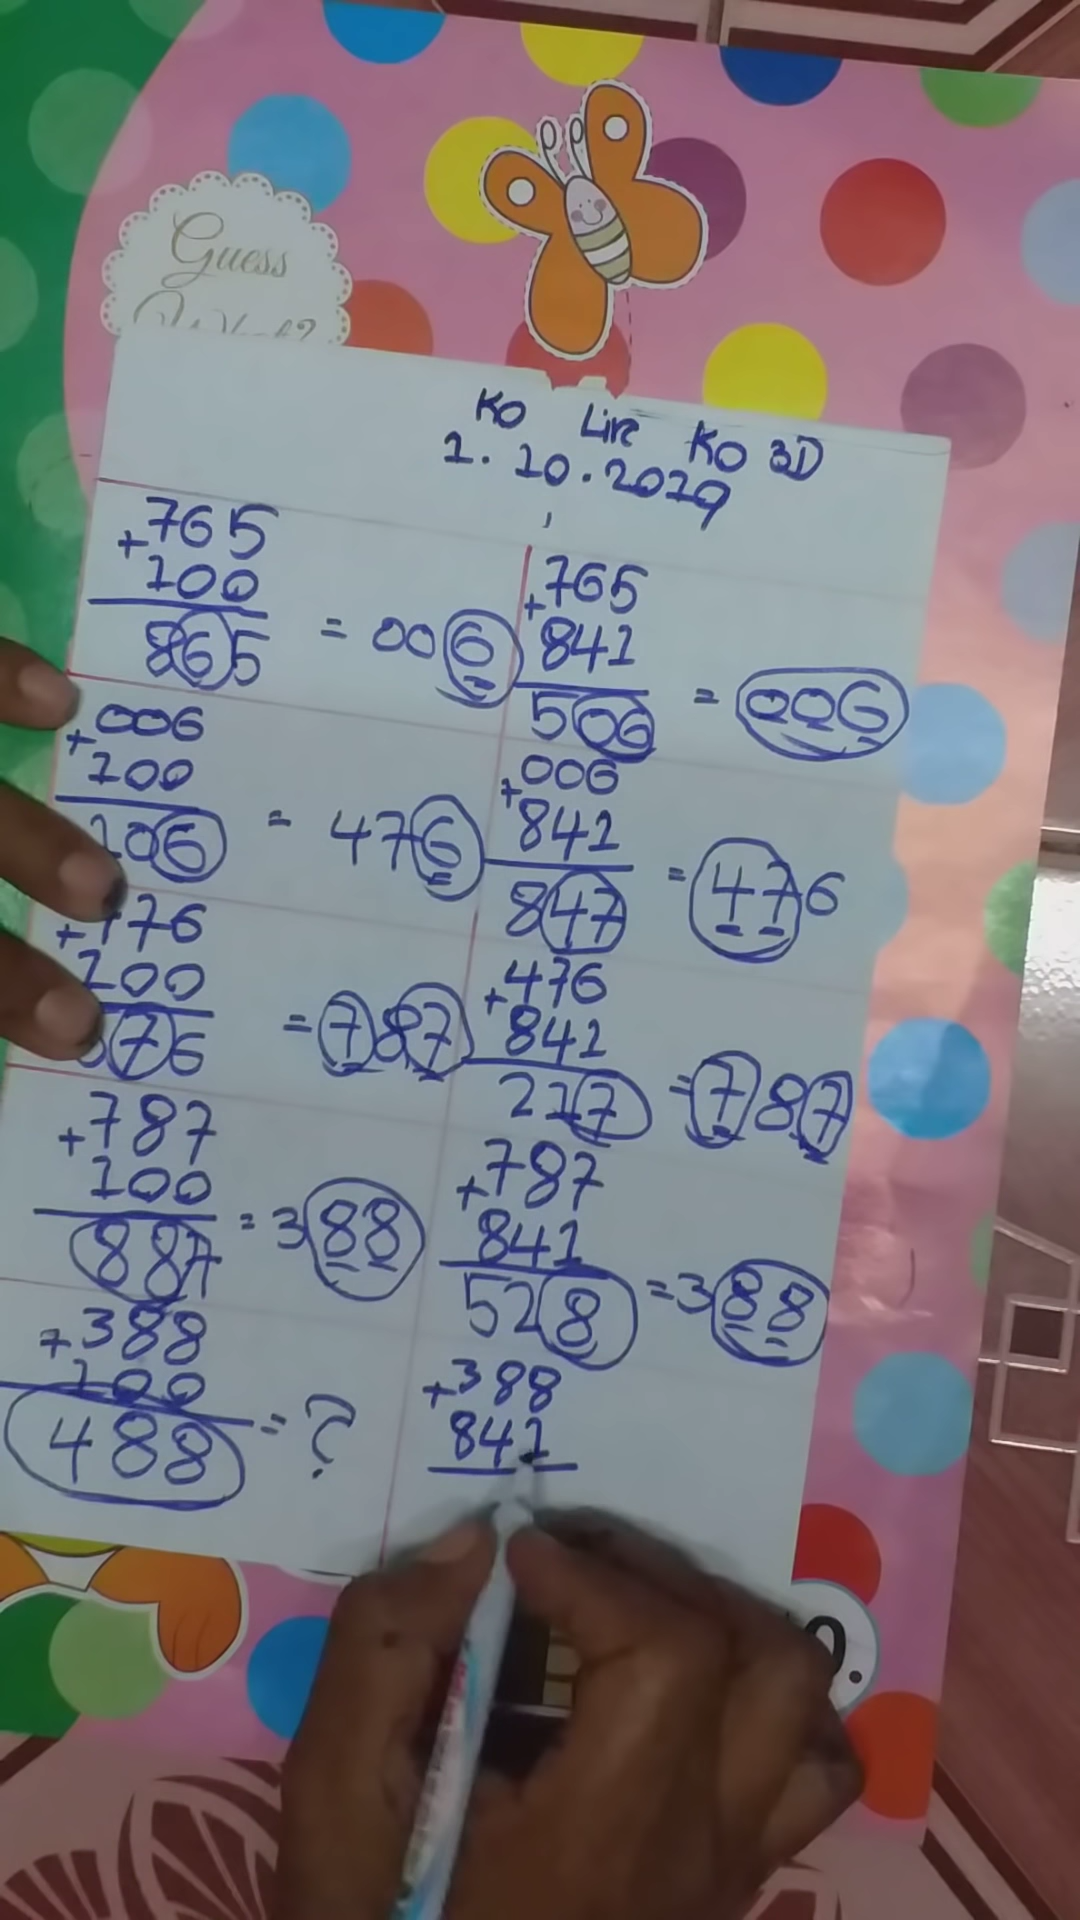 Guess
KO Live KO 3D
1.10.2019
+765
100
865 = 006
+006
100
106 = 476
+476
100
576 = 787
+787
100
887 = 388
+388
100
488 = ?
+765
841
506 = 006
+006
841
847 = 476
+476
841
217 = 787
+787
841
528 = 388
+388
841
0.